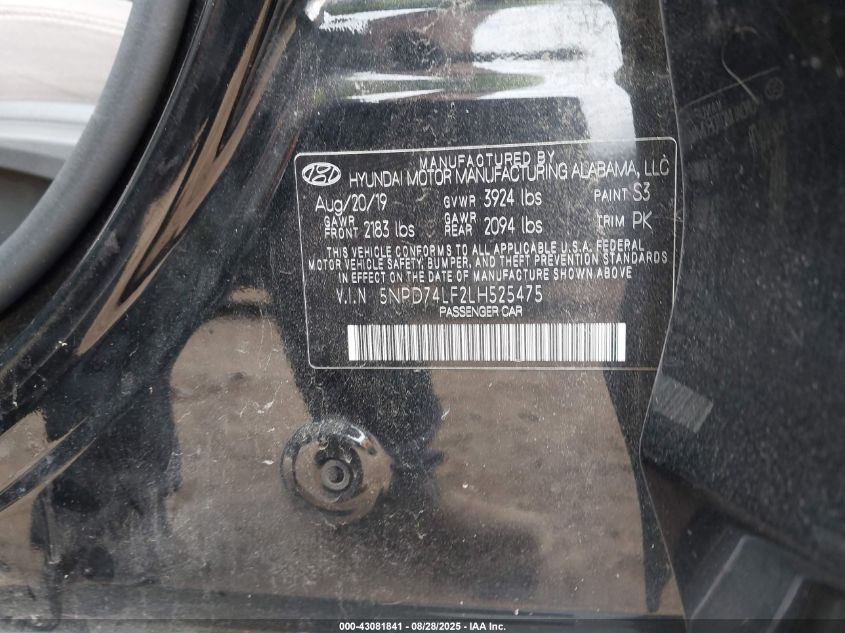 MANUFACTURED BY
HYUNDAI MOTOR MANUFACTURING ALABAMA, LLC
Aug/20/19 GVWR 3924 lbs PAINT S3
GAWR FRONT 2183 lbs GAWR REAR 2094 lbs TRIM PK
THIS VEHICLE CONFORMS TO ALL APPLICABLE U.S.A. FEDERAL
MOTOR VEHICLE SAFETY, BUMPER, AND THEFT PREVENTION STANDARDS
IN EFFECT ON THE DATE OF MANUFACTURE SHOWN ABOVE
V.I.N 5NPD74LF2LH525475
PASSENGER CAR
000-43081841 - 08/28/2025 - IAA Inc.